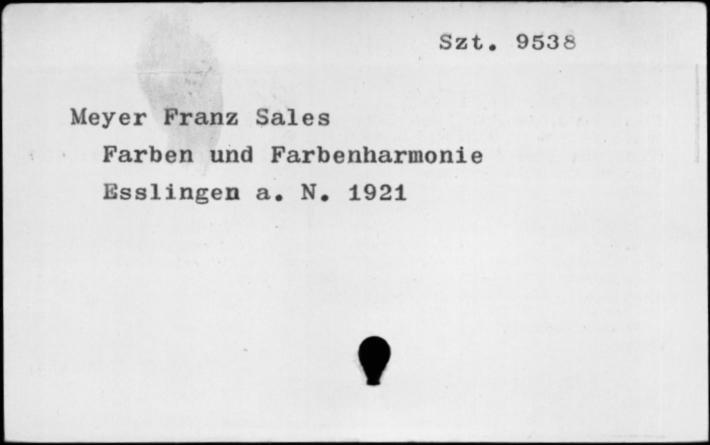 Szt. 9538
Meyer Franz Sales
Farben und Farbenharmonie
Esslingen a. N. 1921